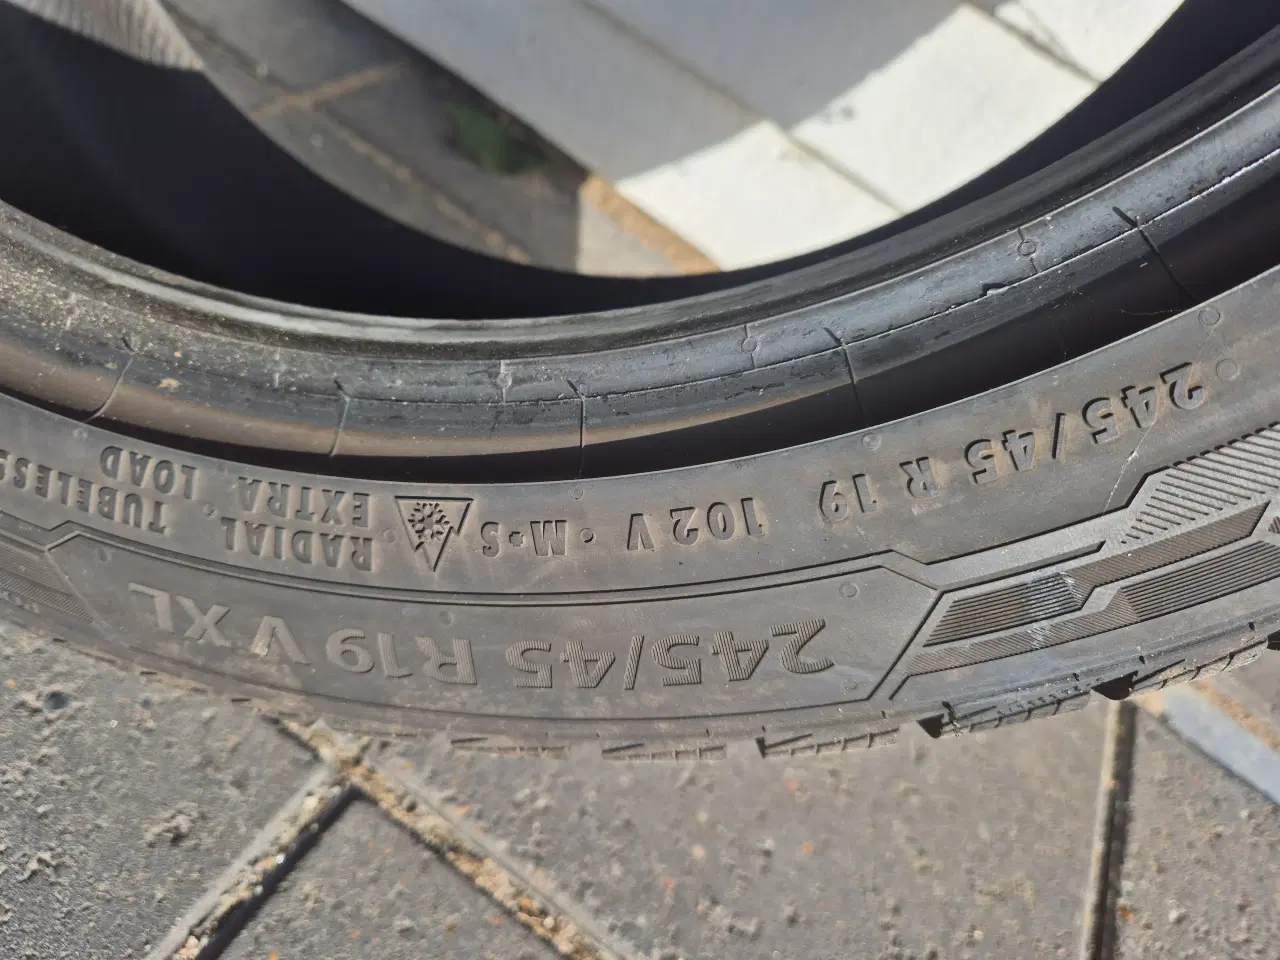 245/45 R 19 102 V · M+S
RADIAL · TUBELESS
EXTRA LOAD
245/45 R19 V XL